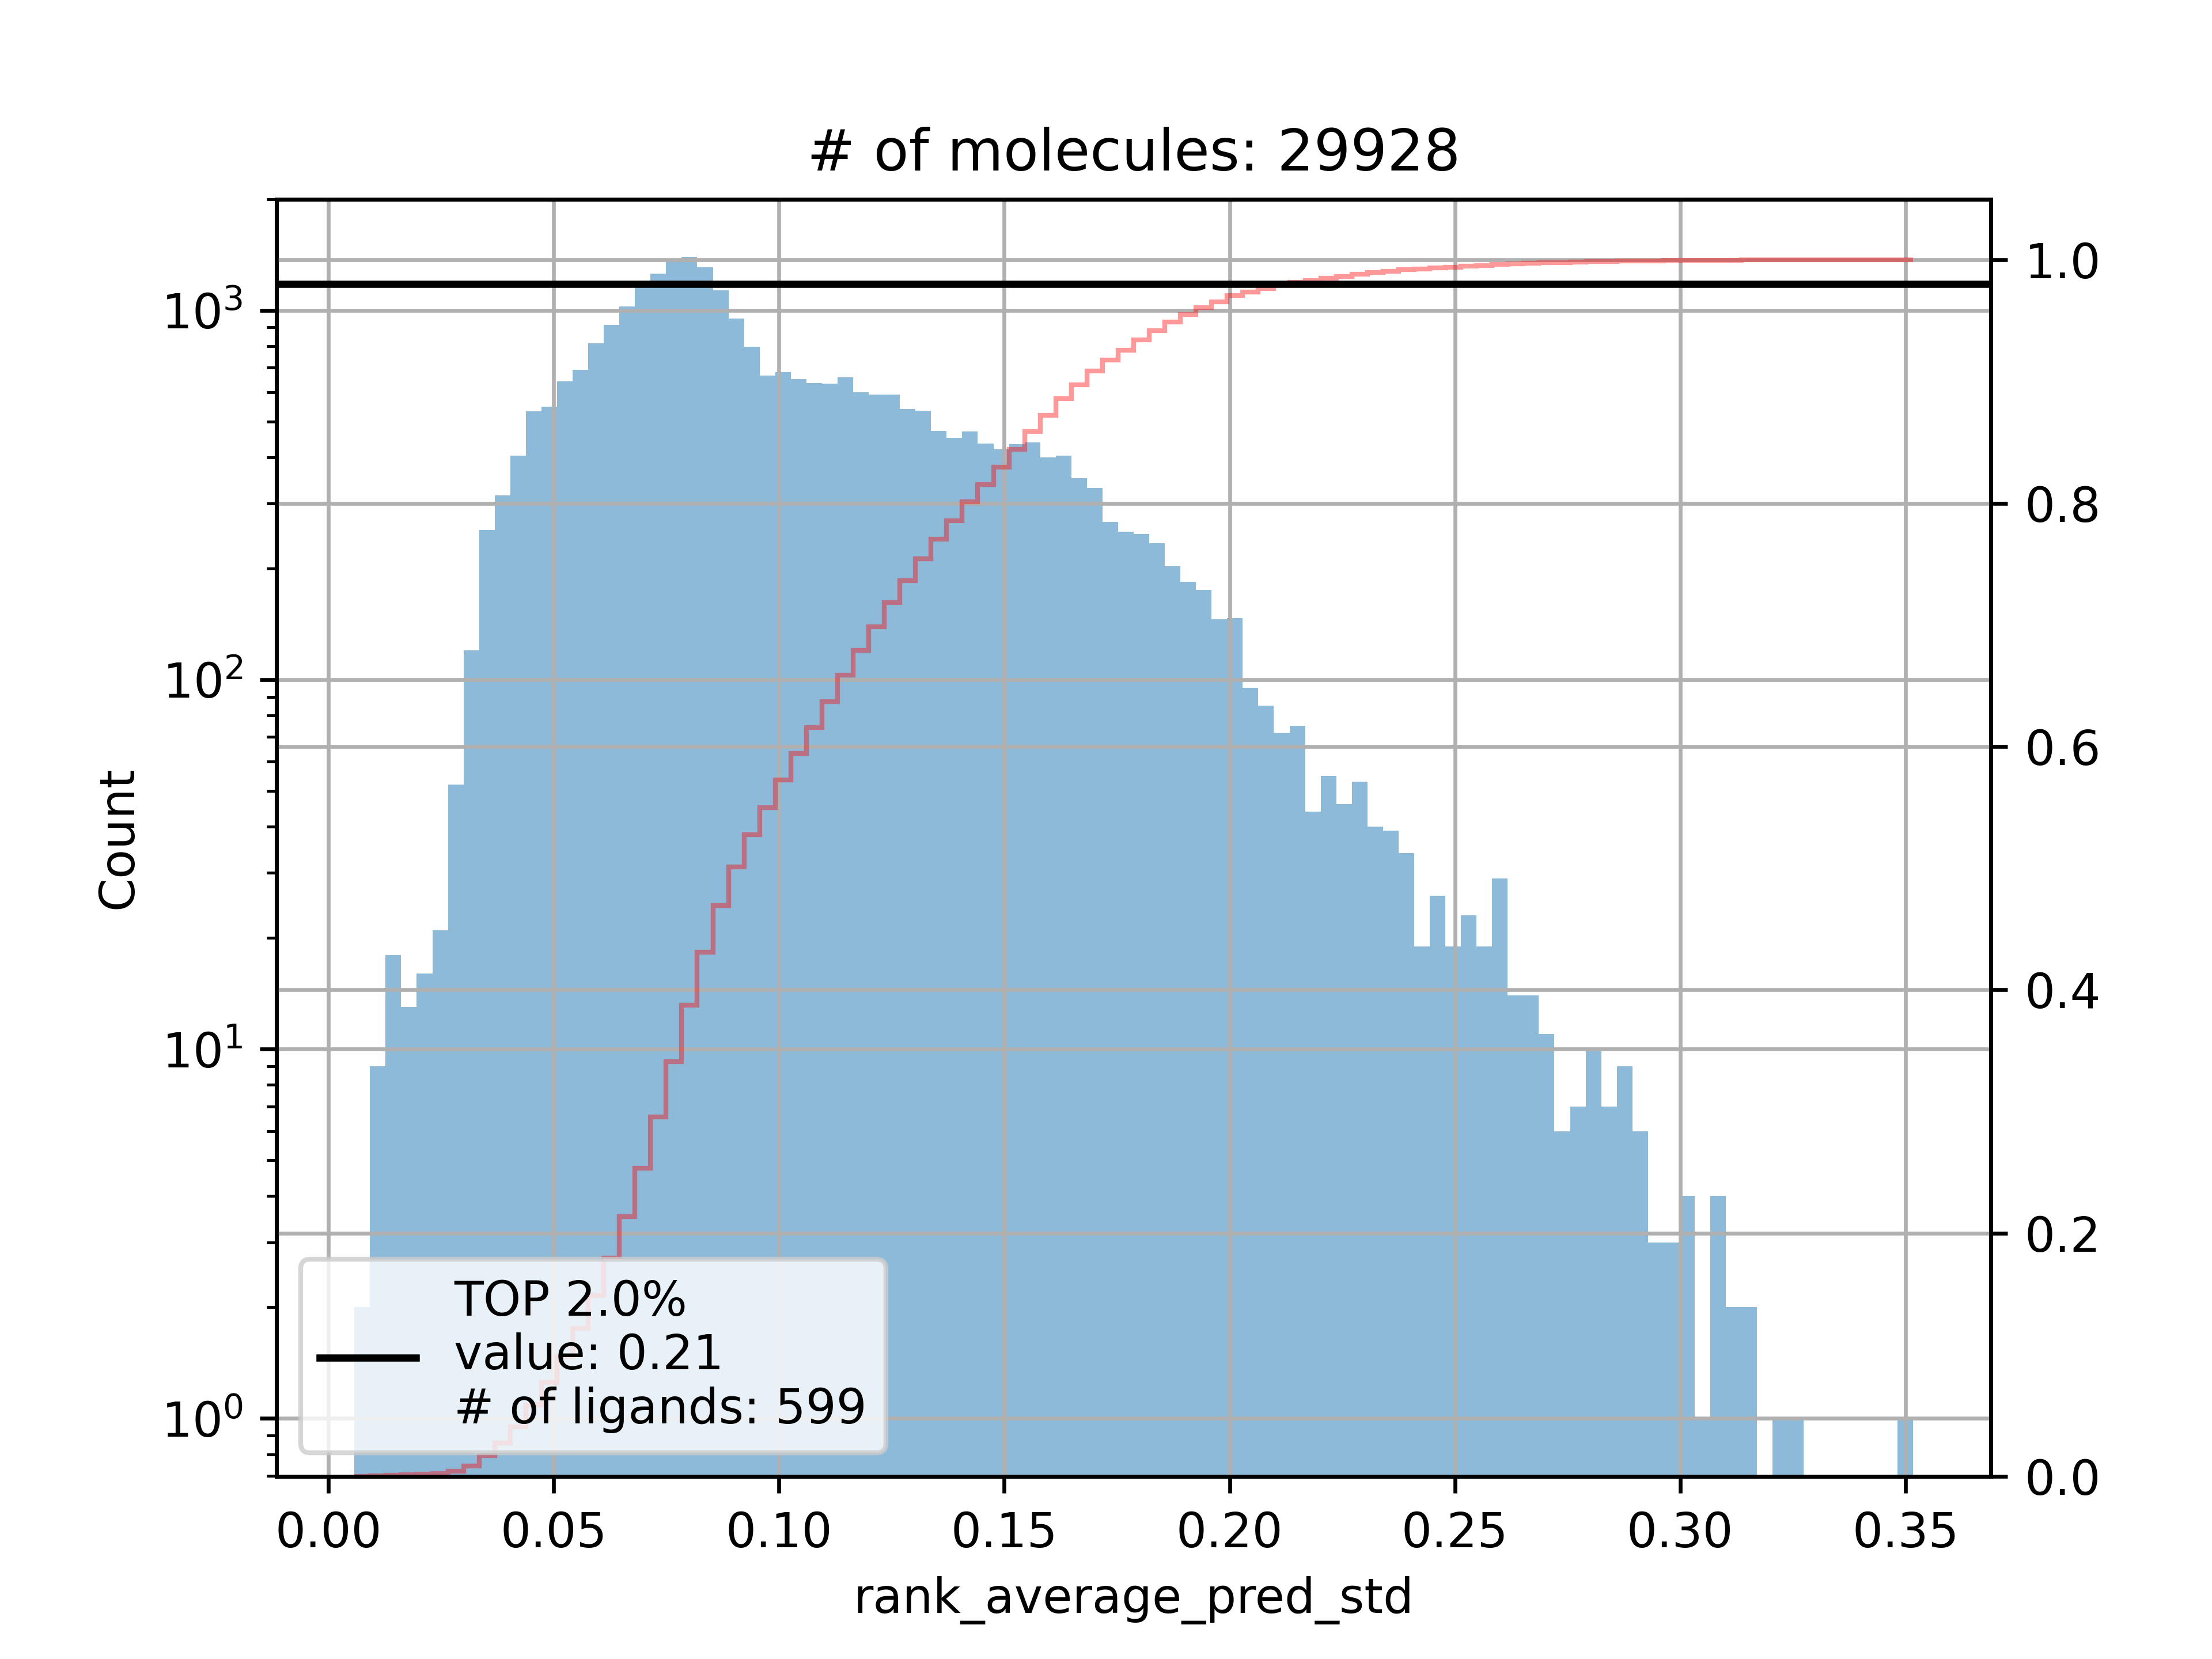 # of molecules: 29928
10³
10²
10¹
10⁰
Count
1.0
0.8
0.6
0.4
0.2
0.0
TOP 2.0%
value: 0.21
# of ligands: 599
0.00 0.05 0.10 0.15 0.20 0.25 0.30 0.35
rank_average_pred_std